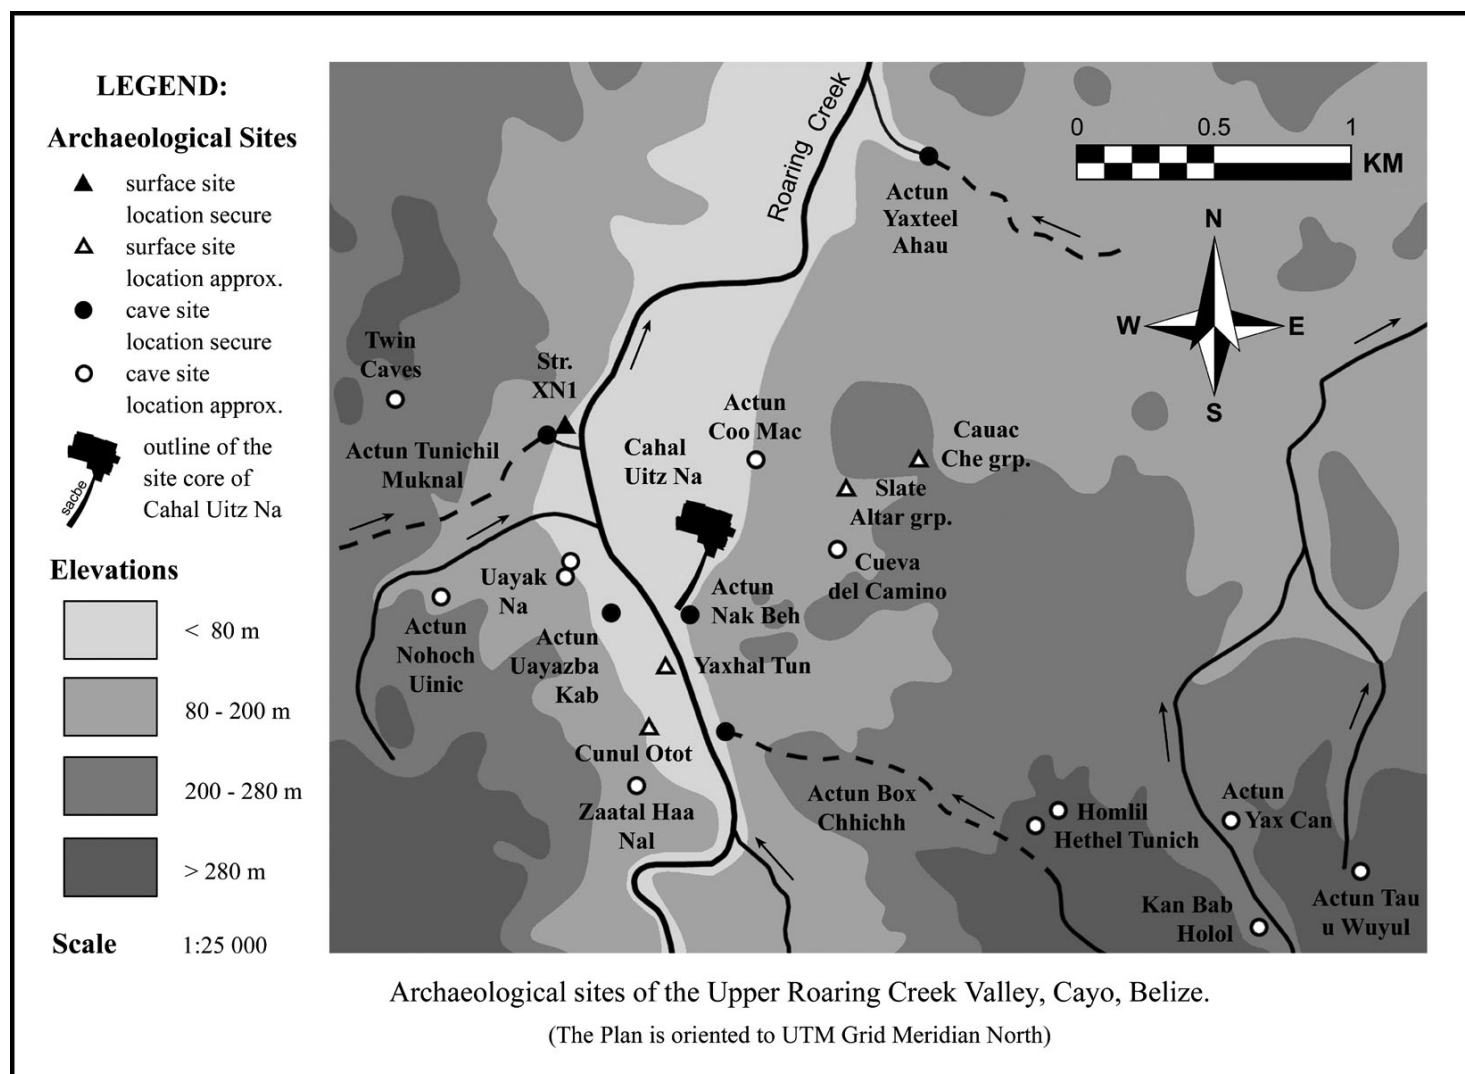 LEGEND:
Archaeological Sites
surface site
location secure
surface site
location approx.
cave site
location secure
cave site
location approx.
sacbe
outline of the
site core of
Cahal Uitz Na
Elevations
< 80 m
80 - 200 m
200 - 280 m
> 280 m
Scale 1:25 000
Roaring Creek
0 0.5 1
KM
N
W E
S
Actun
Yaxteel
Ahau
Twin
Caves
Str.
XN1
Actun Tunichil
Muknal
Cahal
Uitz Na
Actun
Coo Mac
Cauac
Che grp.
Slate
Altar grp.
Cueva
del Camino
Uayak
Na
Actun
Nohoch
Uinic
Actun
Uayazba
Kab
Actun
Nak Beh
Yaxhal Tun
Cunul Otot
Zaatal Haa
Nal
Actun Box
Chhichh
Homlil
Hethel Tunich
Actun
Yax Can
Kan Bab
Holol
Actun Tau
u Wuyul
Archaeological sites of the Upper Roaring Creek Valley, Cayo, Belize.
(The Plan is oriented to UTM Grid Meridian North)